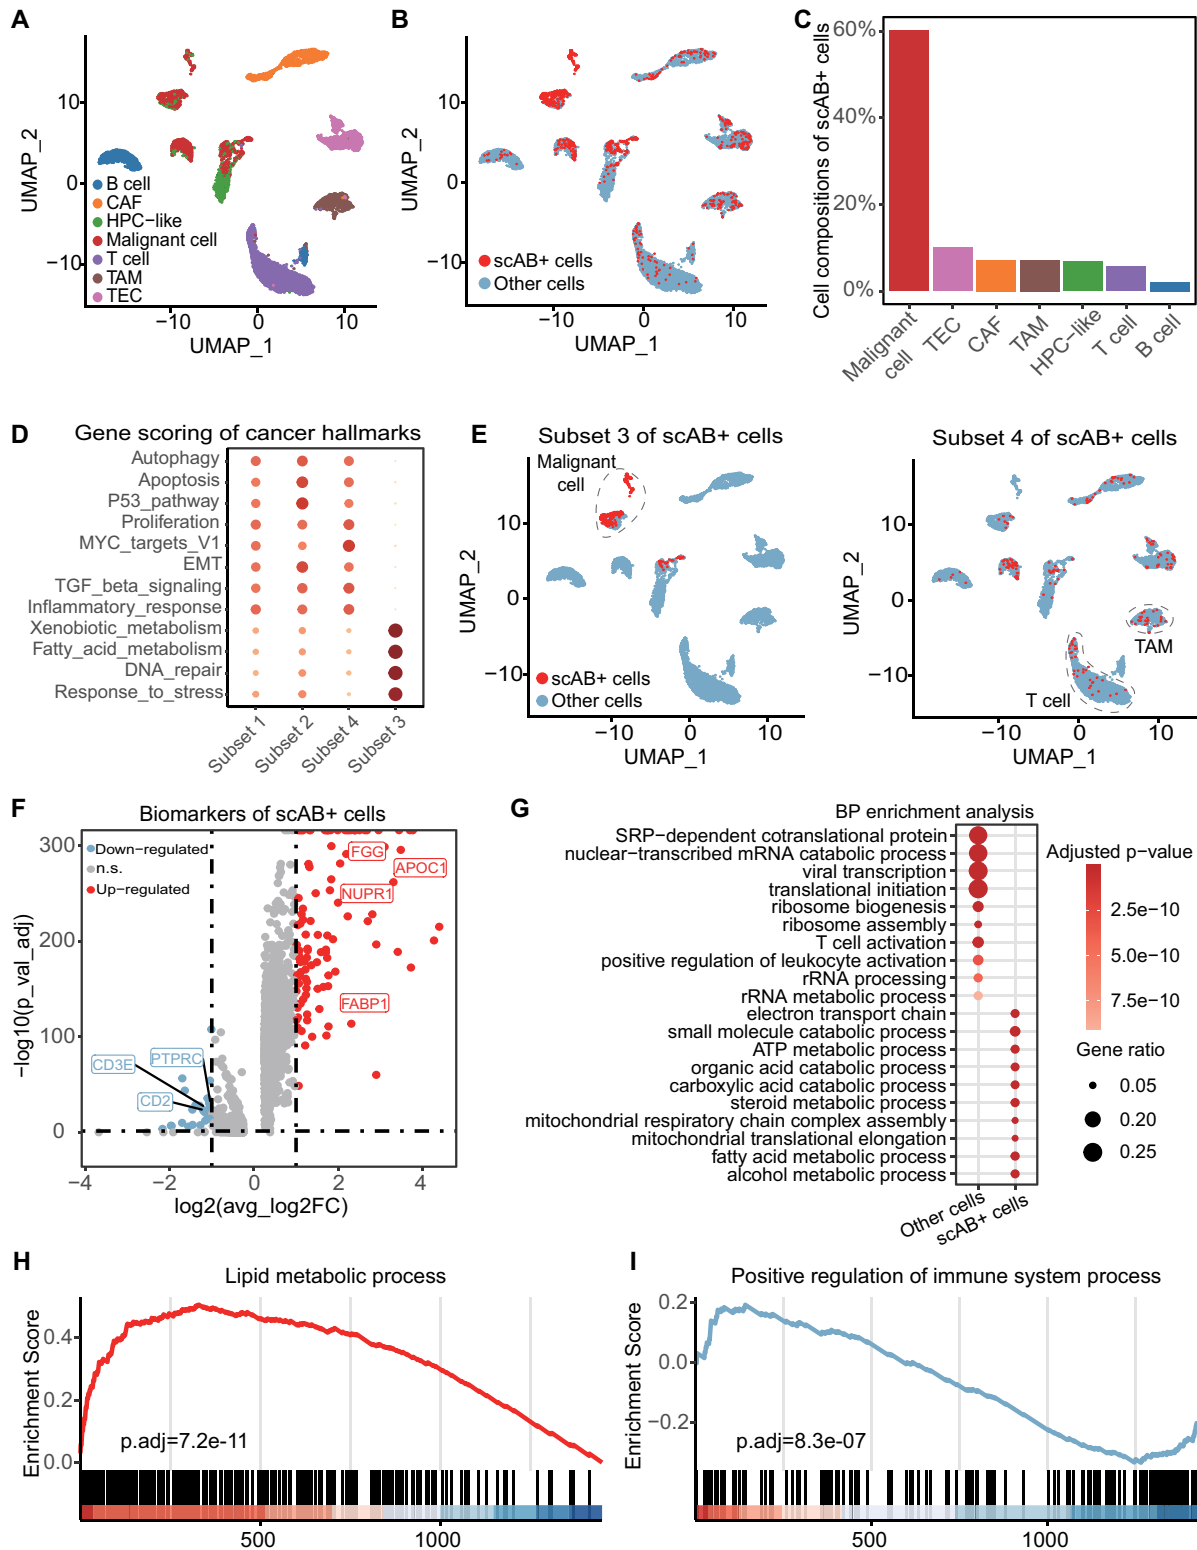 A
UMAP_2
10
0
−10
B cell
CAF
HPC−like
Malignant cell
T cell
TAM
TEC
−10
0
10
UMAP_1
B
UMAP_2
10
0
−10
scAB+ cells
Other cells
−10
0
10
UMAP_1
C
Cell compositions of scAB+ cells
60%
40%
20%
0%
Malignant
cell
TEC
CAF
TAM
HPC−like
T cell
B cell
D
Gene scoring of cancer hallmarks
Autophagy
Apoptosis
P53_pathway
Proliferation
MYC_targets_V1
EMT
TGF_beta_signaling
Inflammatory_response
Xenobiotic_metabolism
Fatty_acid_metabolism
DNA_repair
Response_to_stress
Subset 1
Subset 2
Subset 4
Subset 3
E
Subset 3 of scAB+ cells
Malignant
cell
UMAP_2
10
0
−10
scAB+ cells
Other cells
−10
0
10
UMAP_1
Subset 4 of scAB+ cells
UMAP_2
10
0
−10
TAM
T cell
−10
0
10
UMAP_1
F
Biomarkers of scAB+ cells
−log10(p_val_adj)
300
200
100
0
Down−regulated
n.s.
Up−regulated
FGG
APOC1
NUPR1
FABP1
CD3E
PTPRC
CD2
−4
−2
0
2
4
log2(avg_log2FC)
G
BP enrichment analysis
SRP−dependent cotranslational protein
nuclear−transcribed mRNA catabolic process
viral transcription
translational initiation
ribosome biogenesis
ribosome assembly
T cell activation
positive regulation of leukocyte activation
rRNA processing
rRNA metabolic process
electron transport chain
small molecule catabolic process
ATP metabolic process
organic acid catabolic process
carboxylic acid catabolic process
steroid metabolic process
mitochondrial respiratory chain complex assembly
mitochondrial translational elongation
fatty acid metabolic process
alcohol metabolic process
Other cells
scAB+ cells
Adjusted p−value
2.5e−10
5.0e−10
7.5e−10
Gene ratio
0.05
0.20
0.25
H
Lipid metabolic process
Enrichment Score
0.4
0.2
0.0
p.adj=7.2e-11
500
1000
I
Positive regulation of immune system process
Enrichment Score
0.2
0.0
−0.2
p.adj=8.3e-07
500
1000